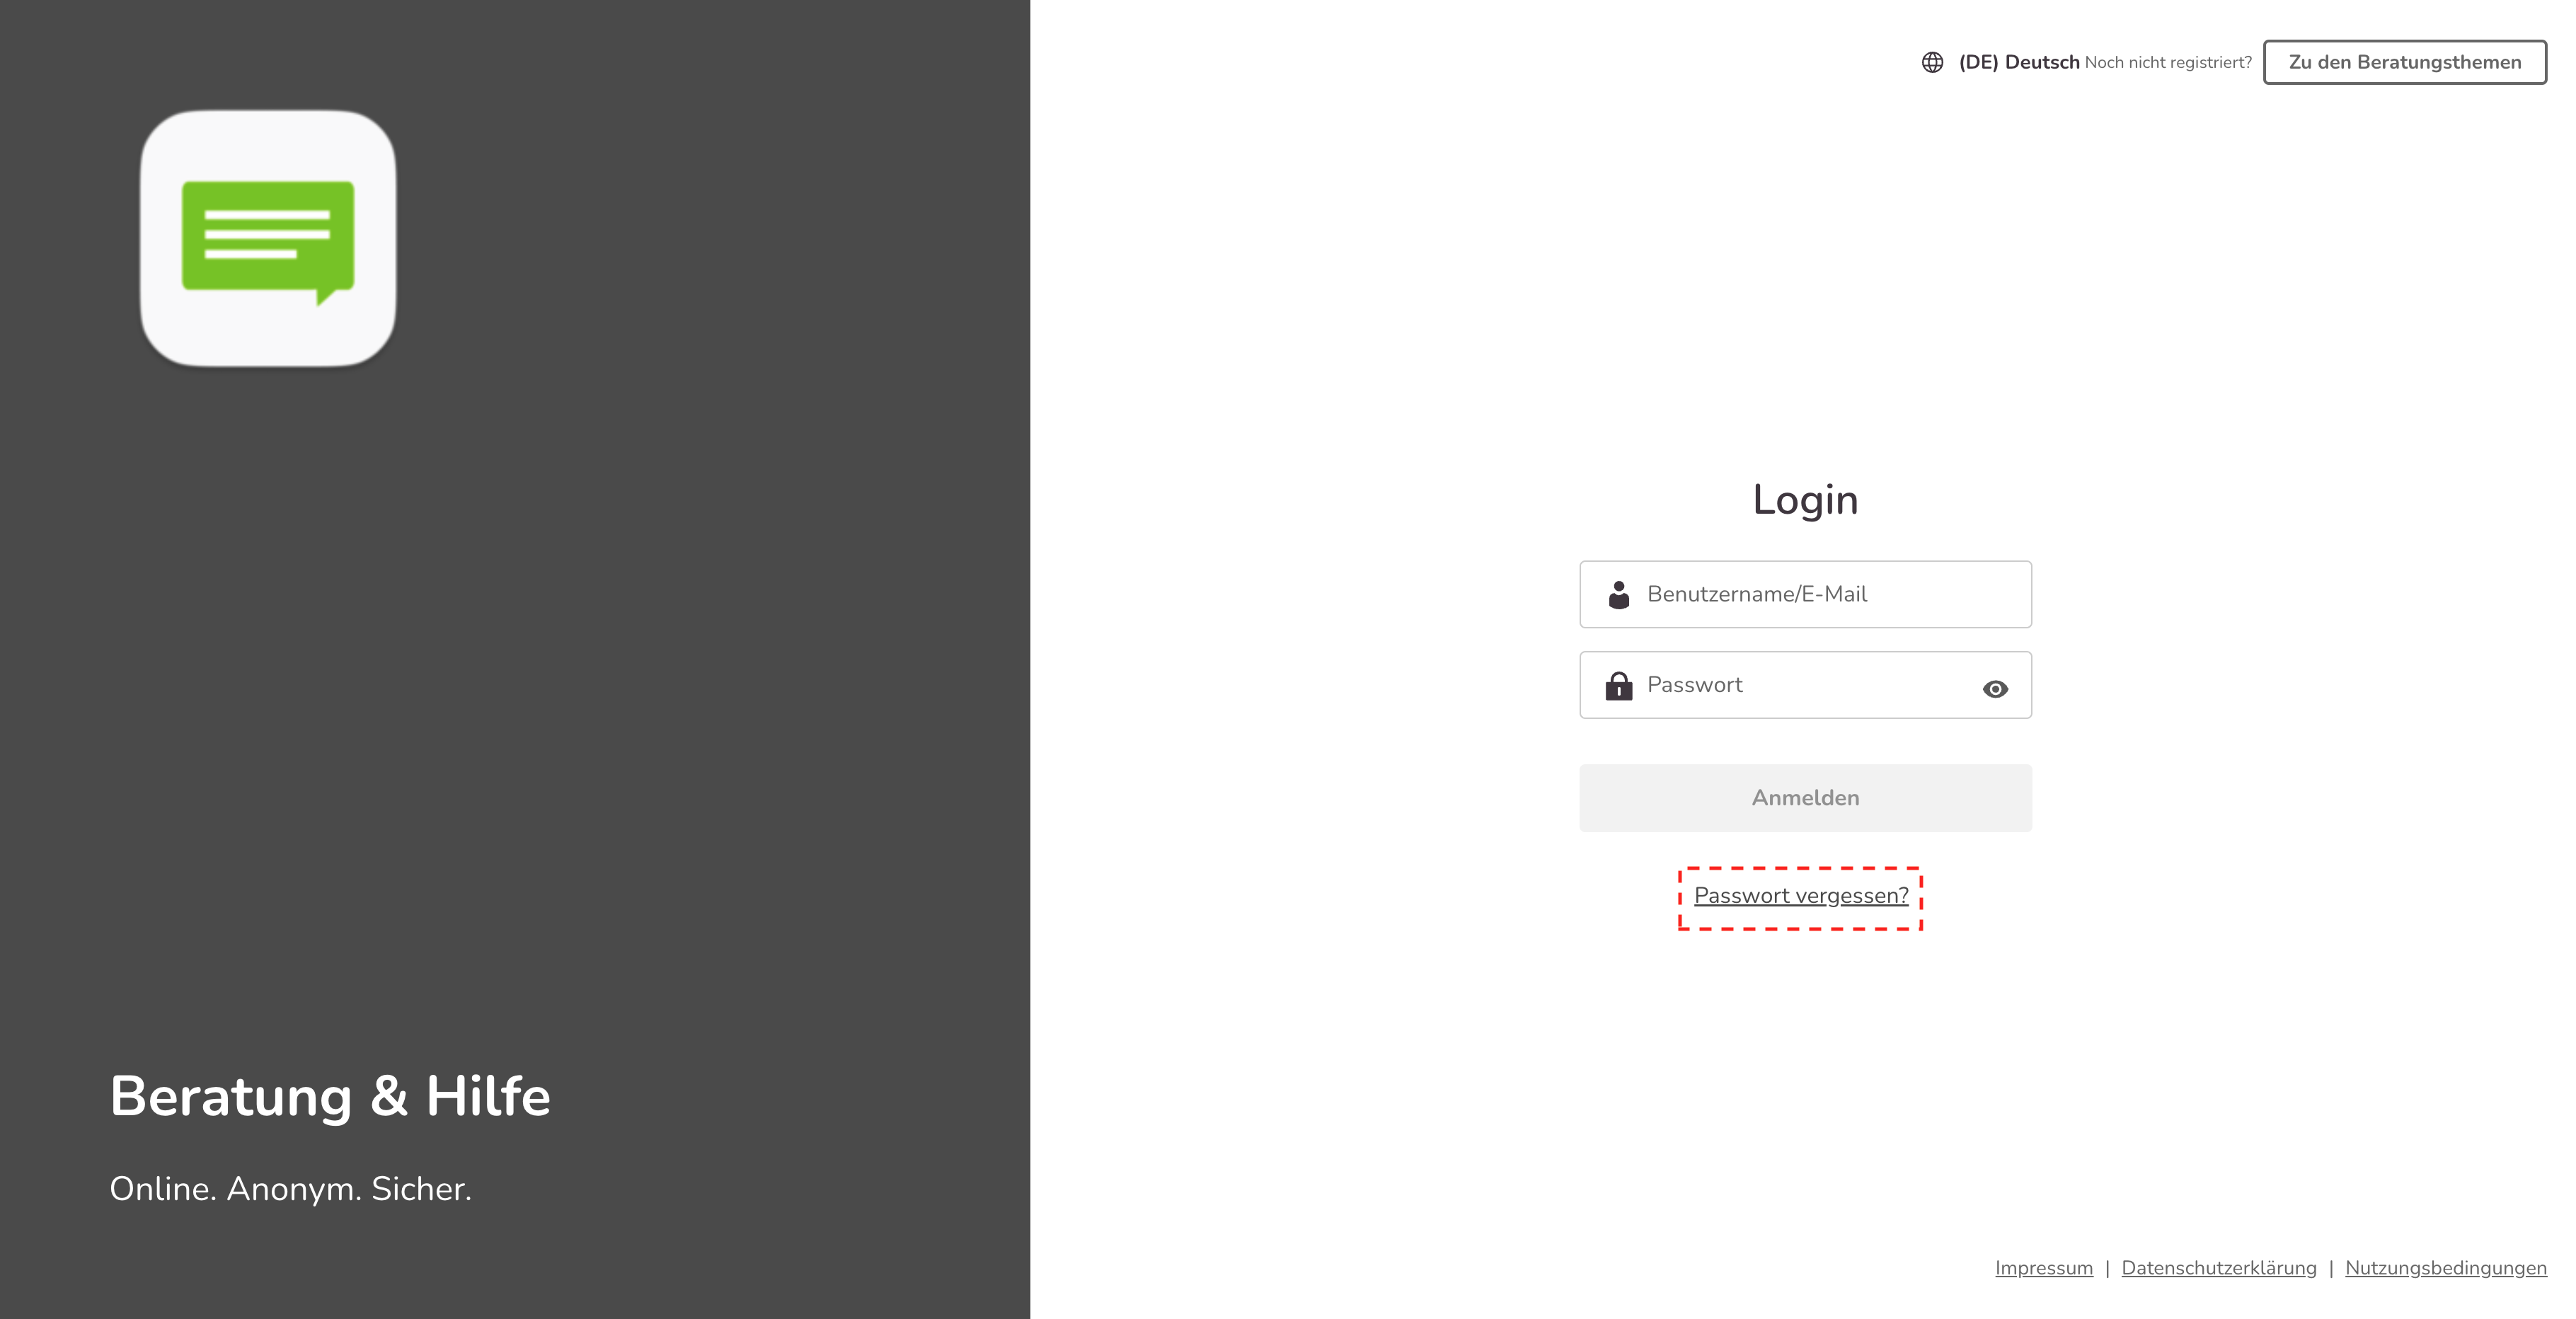 (DE) Deutsch Noch nicht registriert? Zu den Beratungsthemen
Login
Benutzername/E-Mail
Passwort
Anmelden
Passwort vergessen?
Beratung & Hilfe
Online. Anonym. Sicher.
Impressum | Datenschutzerklärung | Nutzungsbedingungen